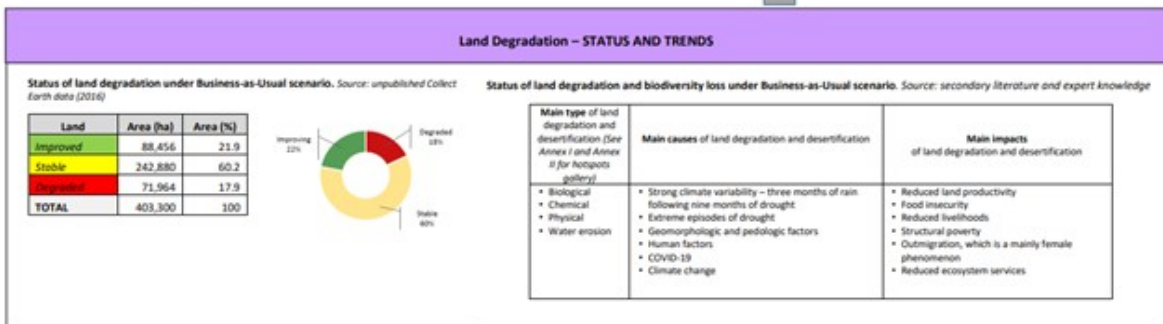 Land Degradation – STATUS AND TRENDS
Status of land degradation under Business-as-Usual scenario. Source: unpublished Collect
Earth data (2016)
Land Area (ha) Area (%)
Improved 88,456 21.9
Stable 242,880 60.2
Degraded 71,964 17.9
TOTAL 403,300 100
Improving
22%
Degraded
18%
Stable
60%
Status of land degradation and biodiversity loss under Business-as-Usual scenario. Source: secondary literature and expert knowledge
Main type of land
degradation and
desertification (See
Annex I and Annex
II for hotspots
gallery)
Main causes of land degradation and desertification
Main impacts
of land degradation and desertification
• Biological
• Chemical
• Physical
• Water erosion
• Strong climate variability – three months of rain
following nine months of drought
• Extreme episodes of drought
• Geomorphologic and pedologic factors
• Human factors
• COVID-19
• Climate change
• Reduced land productivity
• Food insecurity
• Reduced livelihoods
• Structural poverty
• Outmigration, which is a mainly female
phenomenon
• Reduced ecosystem services